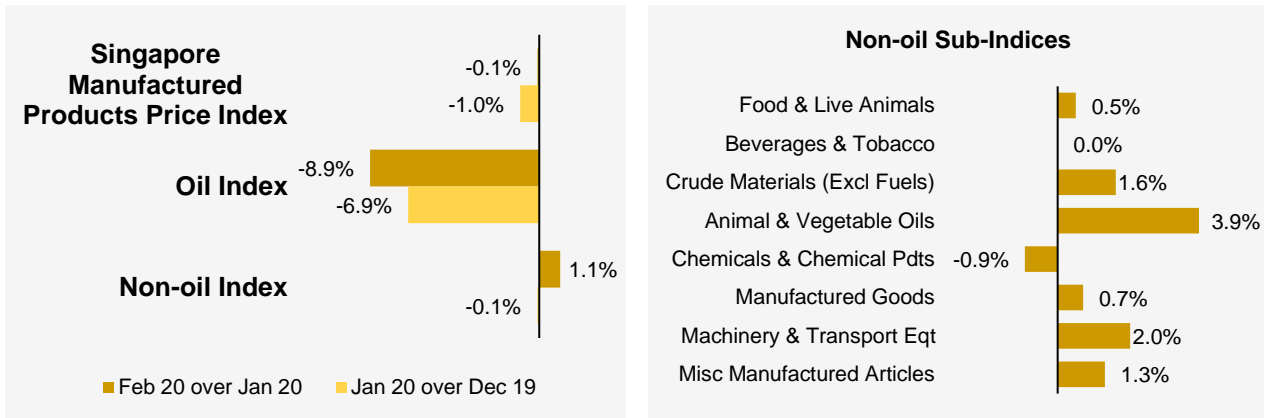 Singapore
Manufactured
Products Price Index
-0.1%
-1.0%
Oil Index
-8.9%
-6.9%
Non-oil Index
1.1%
-0.1%
Feb 20 over Jan 20 Jan 20 over Dec 19
Non-oil Sub-Indices
Food & Live Animals 0.5%
Beverages & Tobacco 0.0%
Crude Materials (Excl Fuels) 1.6%
Animal & Vegetable Oils 3.9%
Chemicals & Chemical Pdts -0.9%
Manufactured Goods 0.7%
Machinery & Transport Eqt 2.0%
Misc Manufactured Articles 1.3%